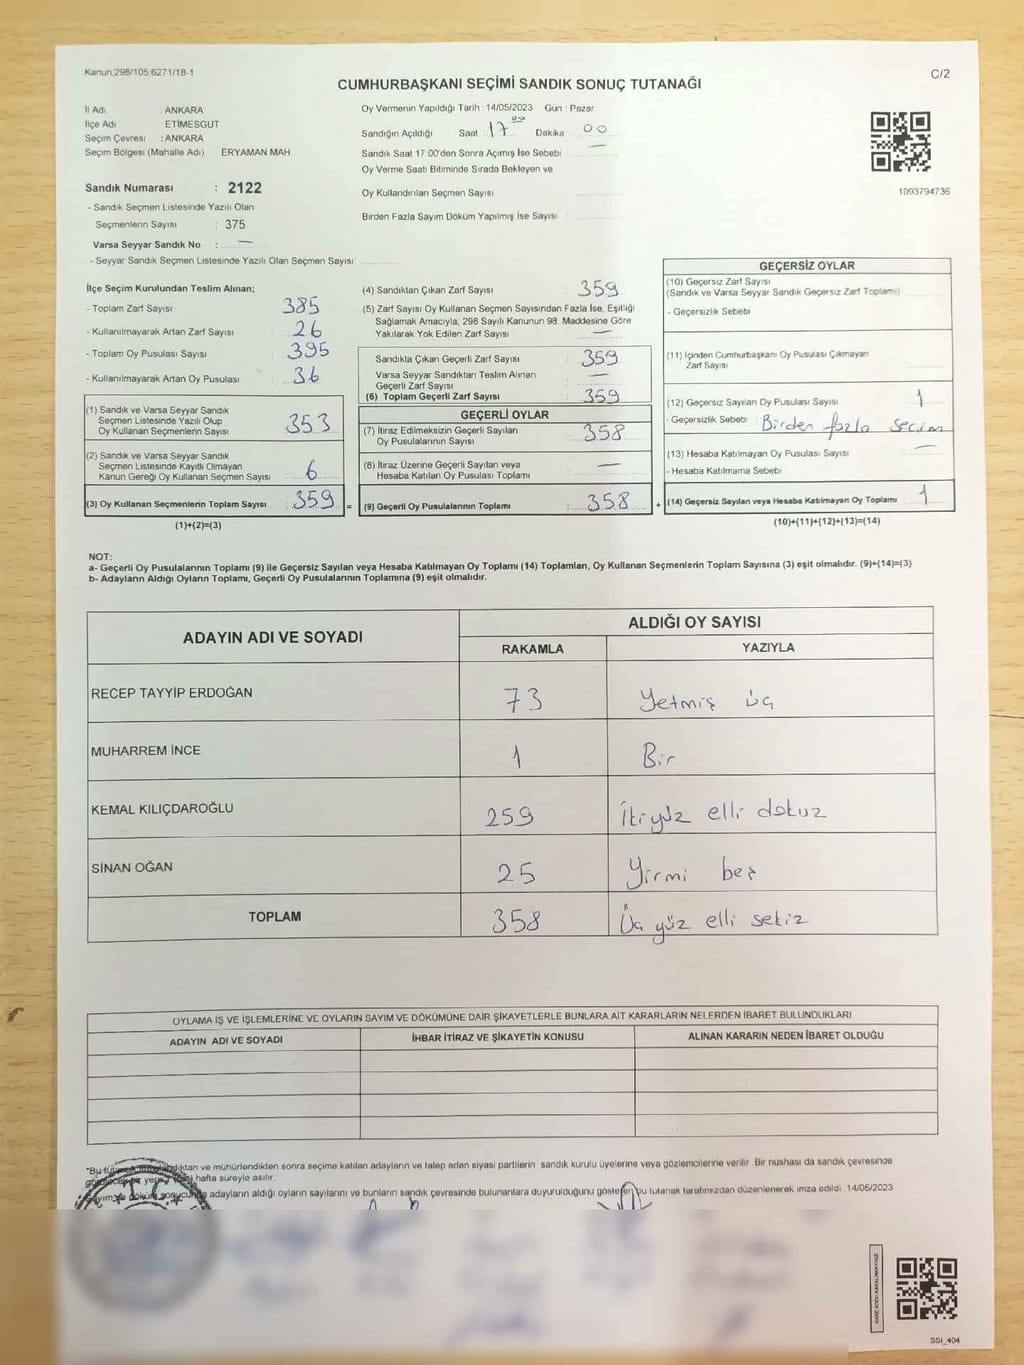 Kanun:298/105;6271/18-1
C/2
CUMHURBAŞKANI SEÇİMİ SANDIK SONUÇ TUTANAĞI
İl Adı : ANKARA
İlçe Adı ETİMESGUT
Seçim Çevresi : ANKARA
Seçim Bölgesi (Mahalle Adı) : ERYAMAN MAH.
Sandık Numarası : 2122
- Sandık Seçmen Listesinde Yazılı Olan
Seçmenlerin Sayısı : 375
Varsa Seyyar Sandık No : —
- Seyyar Sandık Seçmen Listesinde Yazılı Olan Seçmen Sayısı
Oy Vermenin Yapıldığı Tarih : 14/05/2023 Gün : Pazar
Sandığın Açıldığı Saat : 17 00 Dakika 00
Sandık Saat 17:00'den Sonra Açımış İse Sebebi : —
Oy Verme Saati Bitiminde Sırada Bekleyen ve
Oy Kullandırılan Seçmen Sayısı
Birden Fazla Sayım Döküm Yapılmış İse Sayısı :
1093794736
İlçe Seçim Kurulundan Teslim Alınan;
- Toplam Zarf Sayısı : 385
- Kullanılmayarak Artan Zarf Sayısı : 26
- Toplam Oy Pusulası Sayısı : 395
- Kullanılmayarak Artan Oy Pusulası : 36
(1) Sandık ve Varsa Seyyar Sandık
Seçmen Listesinde Yazılı Olup
Oy Kullanan Seçmenlerin Sayısı : 353
(2) Sandık ve Varsa Seyyar Sandık
Seçmen Listesinde Kayıtlı Olmayan
Kanun Gereği Oy Kullanan Seçmen Sayısı : 6
(3) Oy Kullanan Seçmenlerin Toplam Sayısı : 359 =
(1)+(2)=(3)
(4) Sandıktan Çıkan Zarf Sayısı : 359
(5) Zarf Sayısı Oy Kullanan Seçmen Sayısından Fazla İse, Eşitliği
Sağlamak Amacıyla; 298 Sayılı Kanunun 98. Maddesine Göre
Yakılarak Yok Edilen Zarf Sayısı : —
Sandıkta Çıkan Geçerli Zarf Sayısı : 359
Varsa Seyyar Sandıktan Teslim Alınan
Geçerli Zarf Sayısı : —
(6) Toplam Geçerli Zarf Sayısı : 359
GEÇERLİ OYLAR
(7) İtiraz Edilmeksizin Geçerli Sayılan
Oy Pusulalarının Sayısı : 358
(8) İtiraz Üzerine Geçerli Sayılan veya
Hesaba Katılan Oy Pusulası Toplamı : —
(9) Geçerli Oy Pusulalarının Toplamı : 358 +
GEÇERSİZ OYLAR
(10) Geçersiz Zarf Sayısı
(Sandık ve Varsa Seyyar Sandık Geçersiz Zarf Toplamı)
- Geçersizlik Sebebi
(11) İçinden Cumhurbaşkanı Oy Pusulası Çıkmayan
Zarf Sayısı
(12) Geçersiz Sayılan Oy Pusulası Sayısı : 1
- Geçersizlik Sebebi Birden fazla secim
(13) Hesaba Katılmayan Oy Pusulası Sayısı : —
- Hesaba Katılmama Sebebi
(14) Geçersiz Sayılan veya Hesaba Katılmayan Oy Toplamı : 1
(10)+(11)+(12)+(13)=(14)
NOT:
a- Geçerli Oy Pusulalarının Toplamı (9) ile Geçersiz Sayılan veya Hesaba Katılmayan Oy Toplamı (14) Toplamları, Oy Kullanan Seçmenlerin Toplam Sayısına (3) eşit olmalıdır. (9)+(14)=(3)
b- Adayların Aldığı Oyların Toplamı, Geçerli Oy Pusulalarının Toplamına (9) eşit olmalıdır.
ADAYIN ADI VE SOYADI ALDIĞI OY SAYISI
RAKAMLA YAZIYLA
RECEP TAYYİP ERDOĞAN 73 Yetmiş üç
MUHARREM İNCE 1 Bir
KEMAL KILIÇDAROĞLU 259 İkiyüz elli dokuz
SİNAN OĞAN 25 Yirmi beş
TOPLAM 358 Üç yüz elli sekiz
OYLAMA İŞ VE İŞLEMLERİNE VE OYLARIN SAYIM VE DÖKÜMÜNE DAİR ŞİKAYETLERLE BUNLARA AİT KARARLARIN NELERDEN İBARET BULUNDUKLARI
ADAYIN ADI VE SOYADI İHBAR İTİRAZ VE ŞİKAYETİN KONUSU ALINAN KARARIN NEDEN İBARET OLDUĞU
ve mühürlendikten sonra seçime katılan adayların ve talep eden siyasi partilerin sandık kurulu üyelerine veya gözlemcilerine verilir. Bir nüshası da sandık çevresinde
hafta süreyle asılır.
adayların aldığı oyların sayılarını ve bunların sandık çevresinde bulunanlara duyurulduğunu gösteren bu tutanak tarafımızdan düzenlenerek imza edildi. 14/05/2023
T.C.
SSI_404